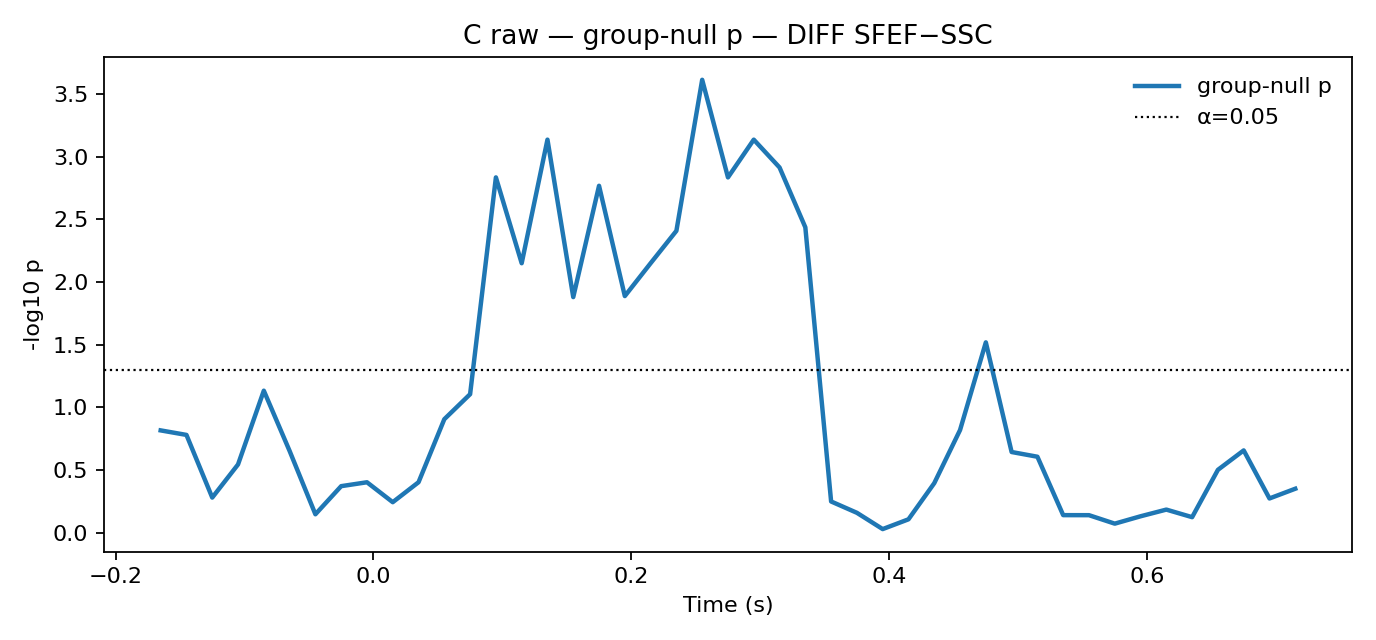 C raw — group-null p — DIFF SFEF−SSC
group-null p
α=0.05
-log10 p
3.5
3.0
2.5
2.0
1.5
1.0
0.5
0.0
−0.2
0.0
0.2
0.4
0.6
Time (s)